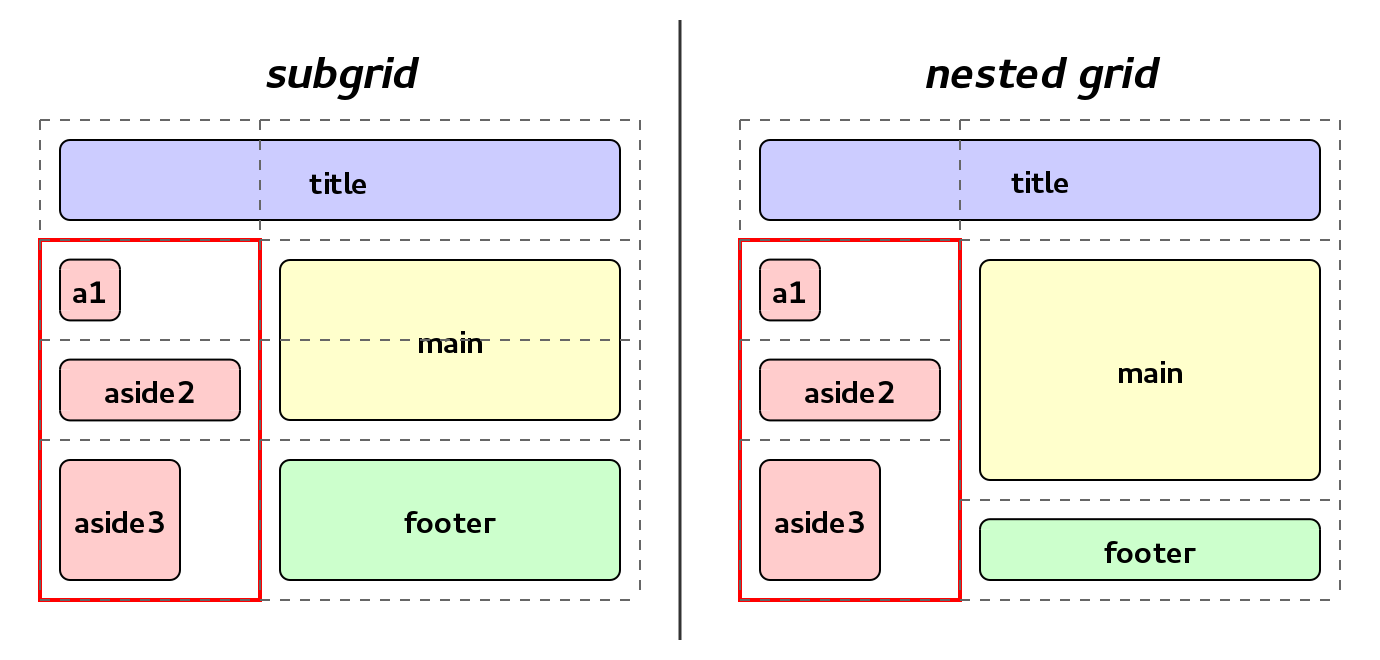 subgrid
title
a1
aside2
aside3
main
footer
nested grid
title
a1
aside2
aside3
main
footer